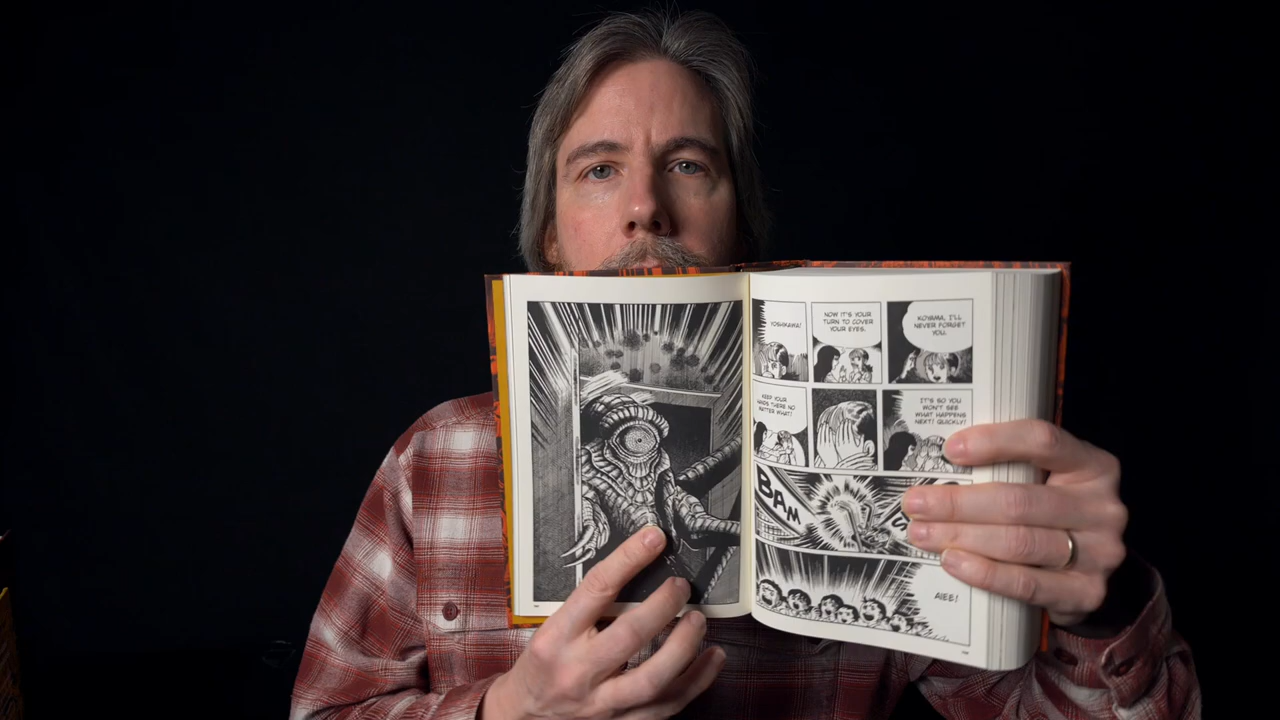 YOSHIKAWA!
NOW IT'S YOUR
TURN TO COVER
YOUR EYES.
KOYAMA, I'LL
NEVER FORGET
YOU.
KEEP YOUR
HANDS THERE NO
MATTER WHAT!
IT'S SO YOU
WON'T SEE
WHAT HAPPENS
NEXT! QUICKLY!
BAM
AIEE!